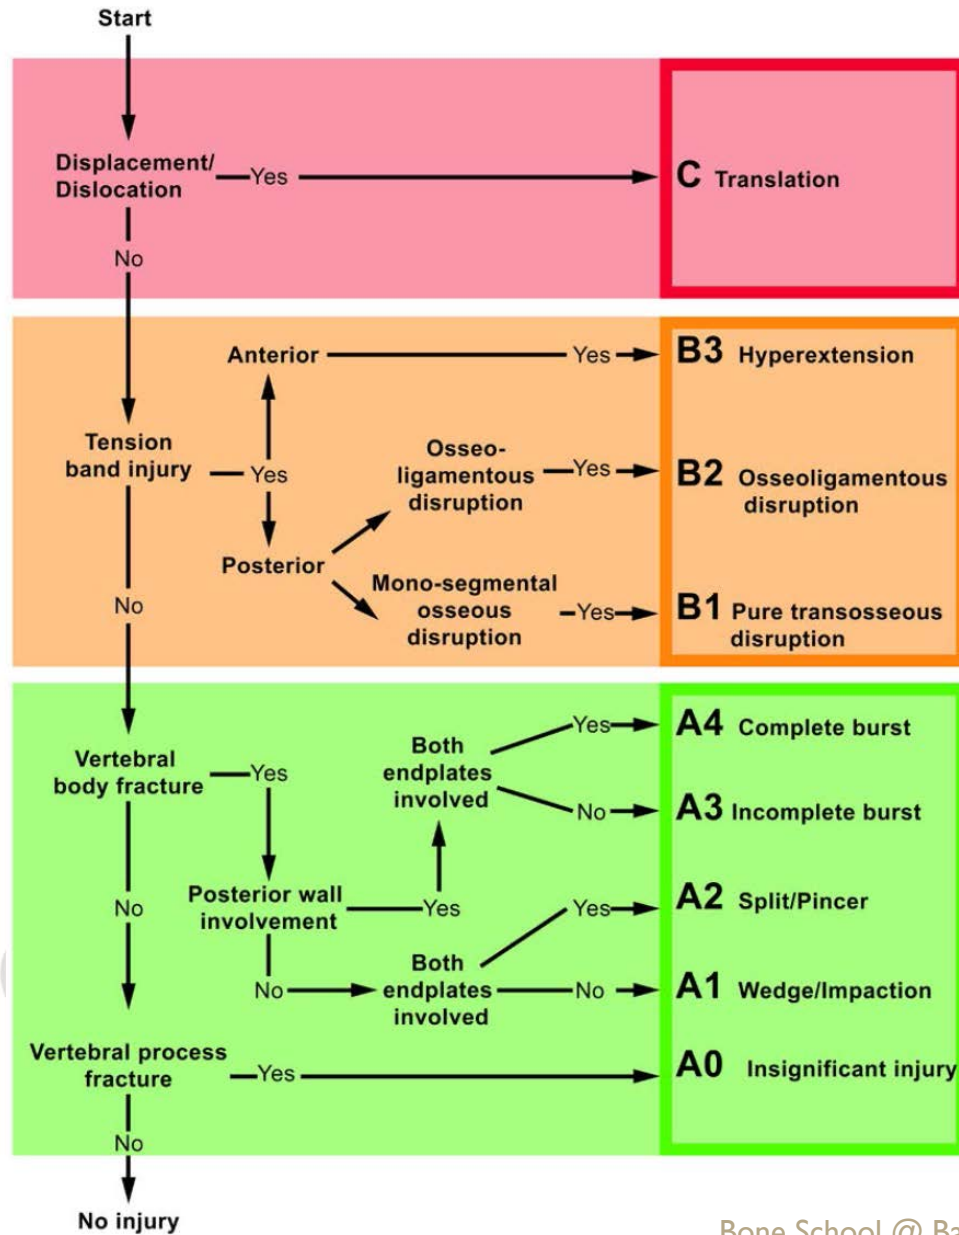 Start
Displacement/
Dislocation
Yes
C Translation
No
Anterior
Yes
B3 Hyperextension
Tension
band injury
Yes
Osseo-
ligamentous
disruption
Yes
B2 Osseoligamentous
disruption
Posterior
Mono-segmental
osseous
disruption
Yes
B1 Pure transosseous
disruption
No
Vertebral
body fracture
Yes
Both
endplates
involved
Yes
A4 Complete burst
No
A3 Incomplete burst
Posterior wall
involvement
Yes
No
Both
endplates
involved
Yes
A2 Split/Pincer
No
A1 Wedge/Impaction
No
Vertebral process
fracture
Yes
A0 Insignificant injury
No
No injury
Bone School @ Ba